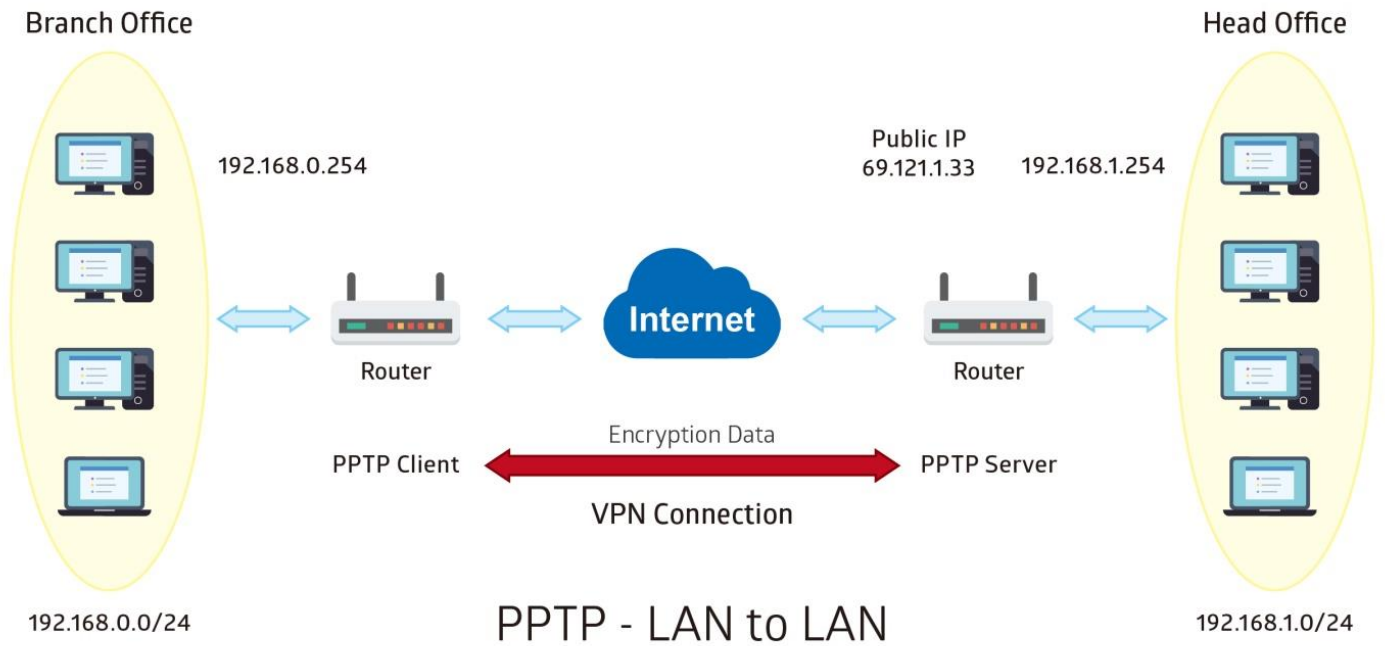 Branch Office
Head Office
192.168.0.254
Public IP
69.121.1.33
192.168.1.254
Internet
Router
Router
Encryption Data
PPTP Client
PPTP Server
VPN Connection
192.168.0.0/24
PPTP - LAN to LAN
192.168.1.0/24